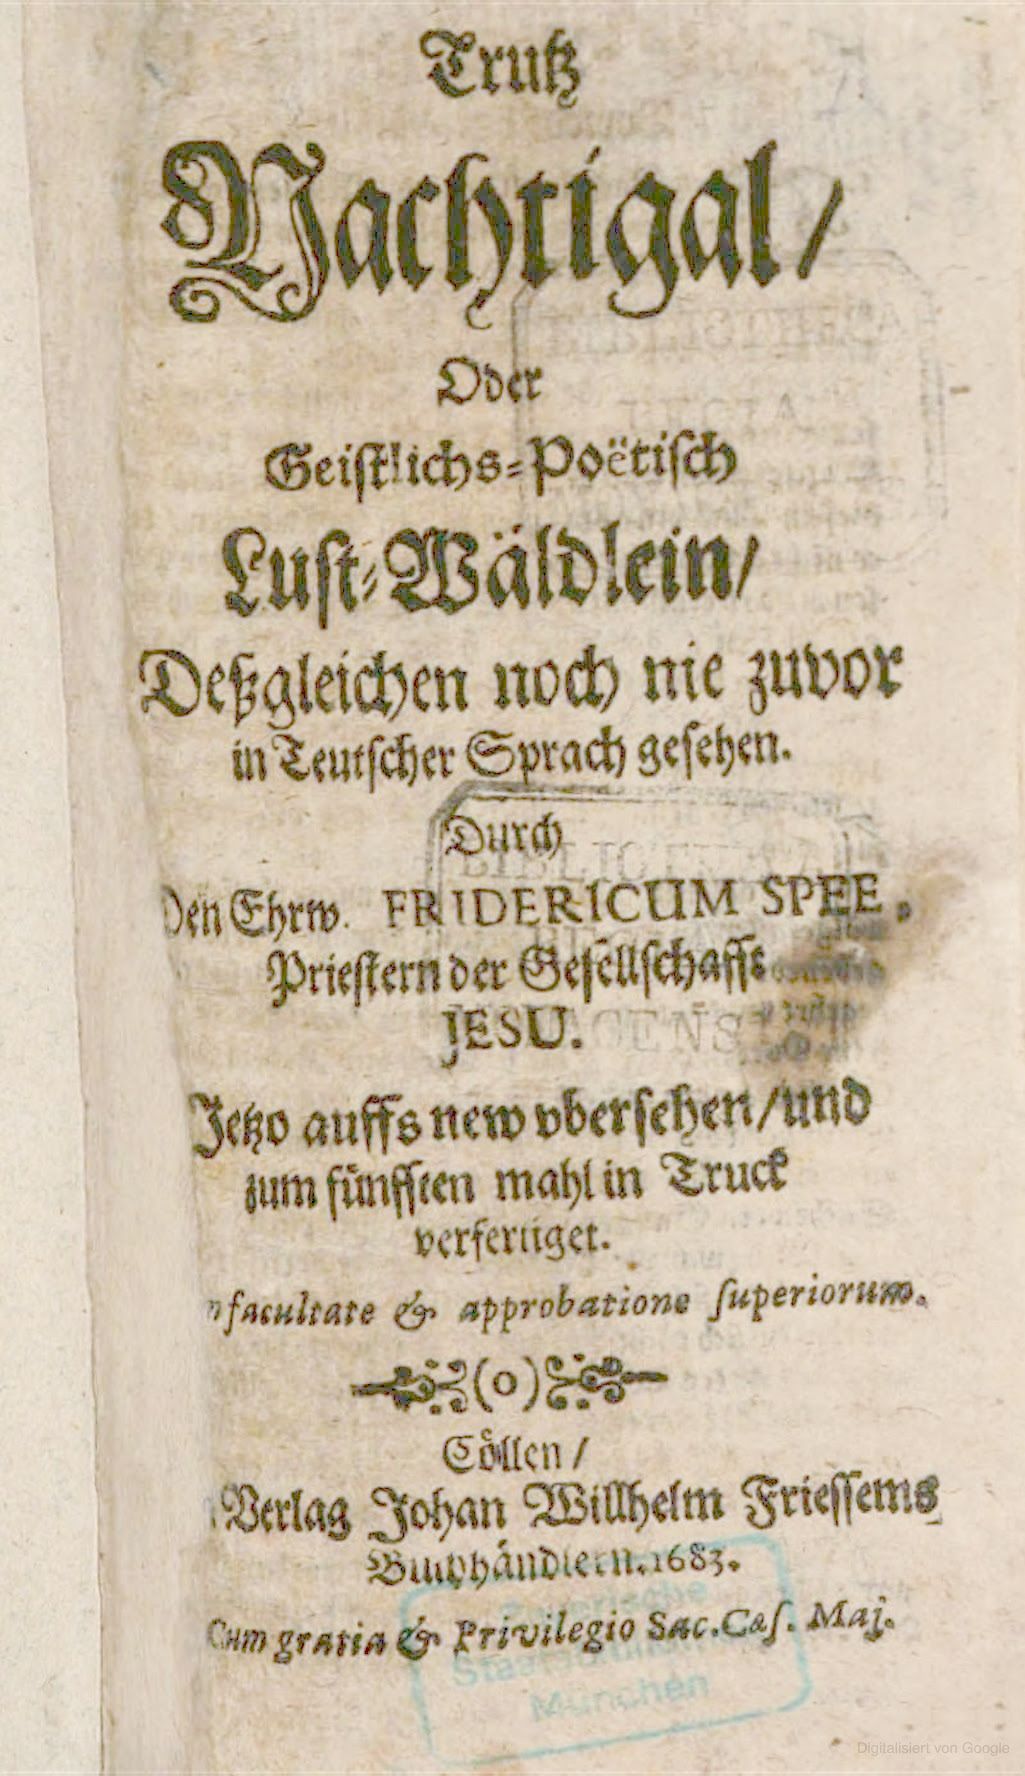 Trutz
Nachtigal/
Oder
Geistlichs-Poëtisch
Lust-Wäldlein/
Deßgleichen noch nie zuvor
in Teutscher Sprach gesehen.
Durch
Den Ehrw. FRIDERICUM SPEE,
Priestern der Gesellschafft
JESU.
Jetzo auffs new vbersehen/und
zum fünfften mahl in Truck
verfertiget.
facultate & approbatione superiorum.
(o)
Cöllen/
Verlag Johan Willhelm Friessems
Buchhändlern. 1683.
Cum gratia & Privilegio Sac. Cæs. Maj.
Bayerische
Staatsbibliothek
München
Digitalisiert von Google